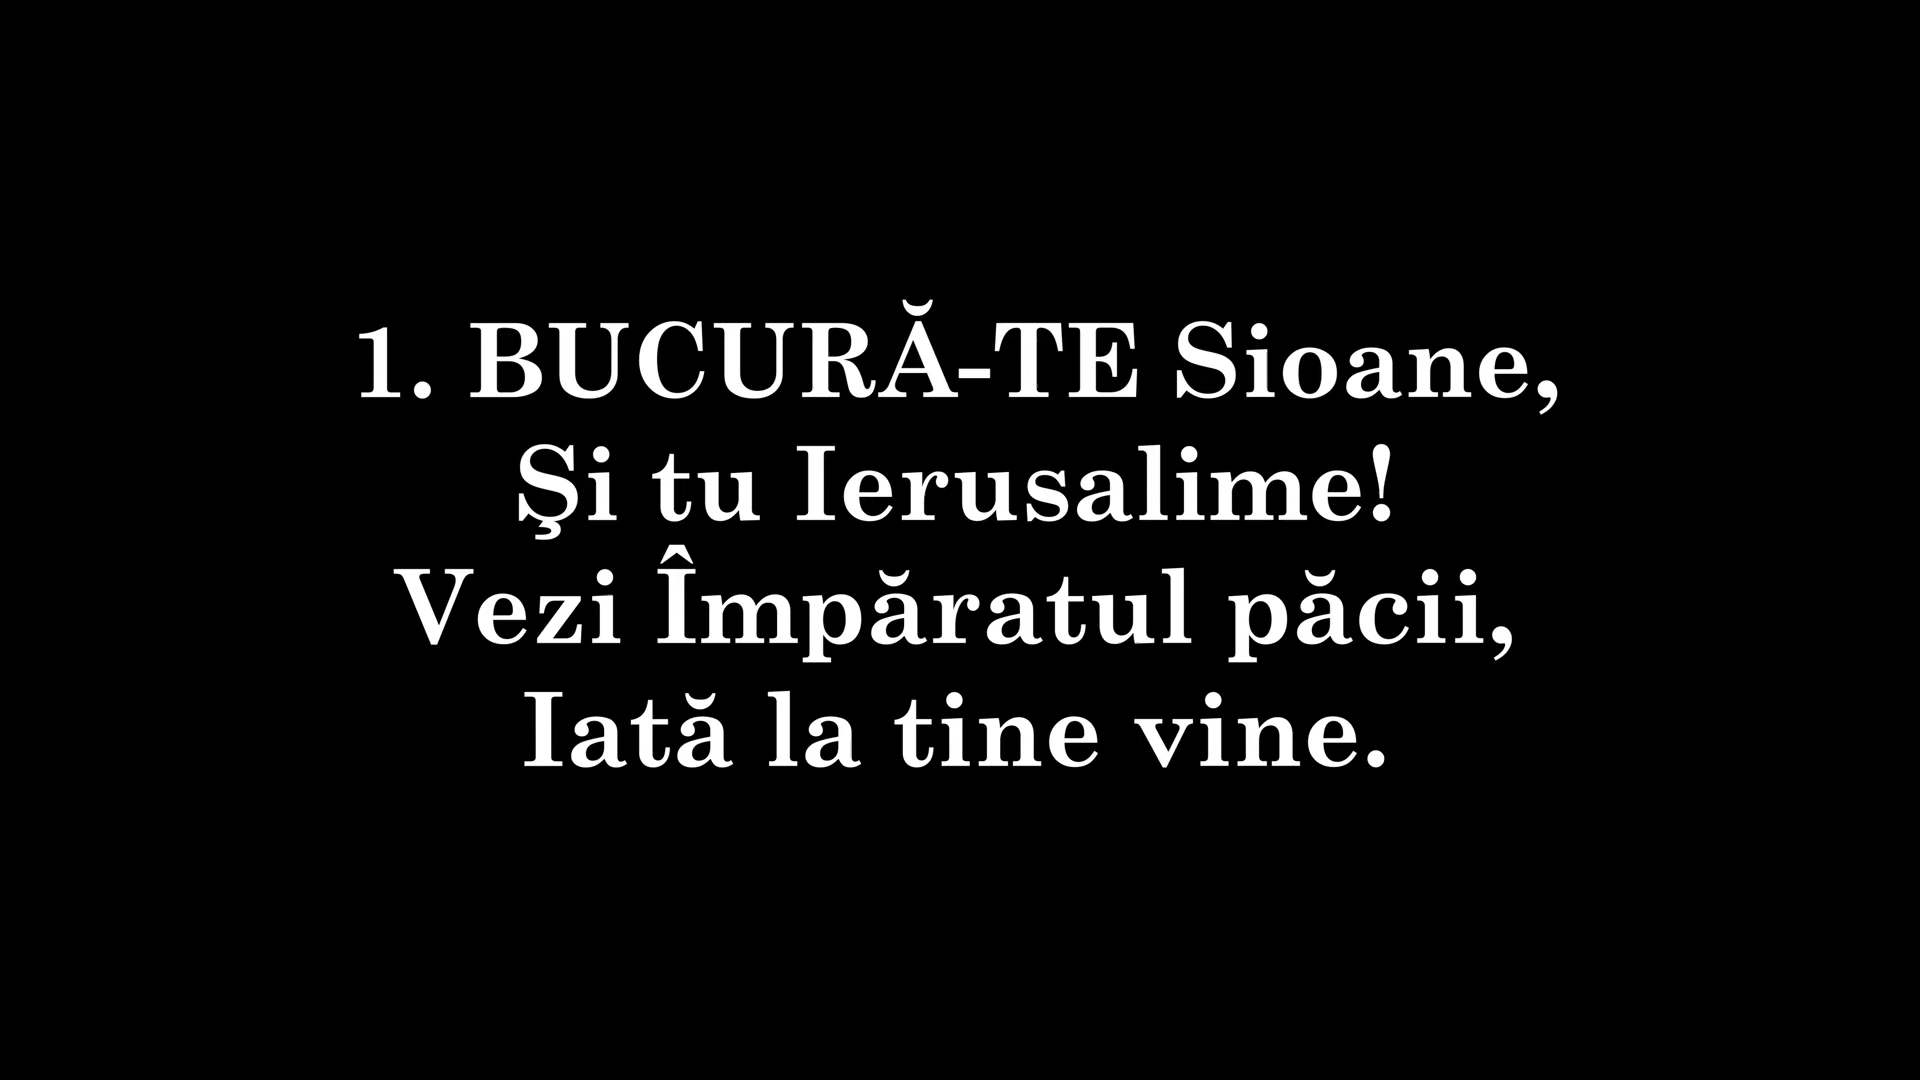 1. BUCURĂ-TE Sioane,
Şi tu Ierusalime!
Vezi Împăratul păcii,
Iată la tine vine.